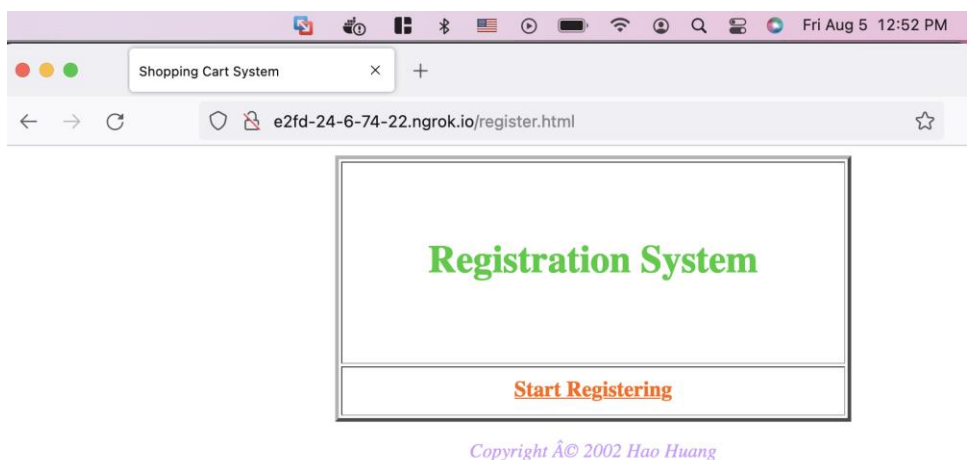 Fri Aug 5 12:52 PM
Shopping Cart System
e2fd-24-6-74-22.ngrok.io/register.html
Registration System
Start Registering
Copyright Â© 2002 Hao Huang